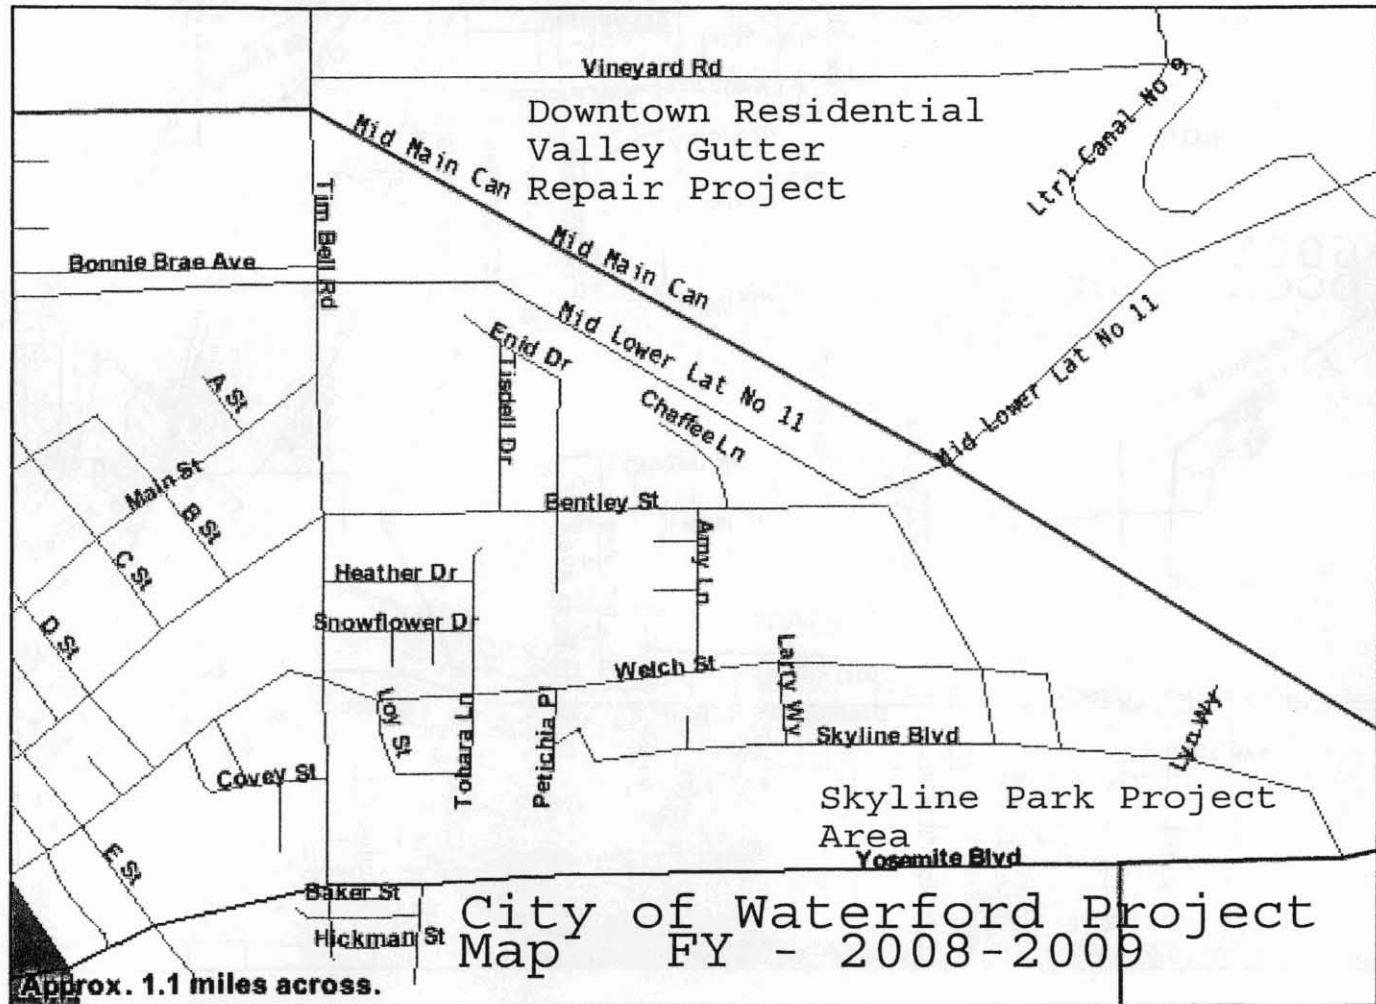 Vineyard Rd
Downtown Residential
Valley Gutter
Repair Project
Ltrl Canal No 9
Mid Main Can
Tim Bell Rd
Mid Main Can
Bonnie Brae Ave
Mid Lower Lat No 11
Mid Lower Lat No 11
Enid Dr
Tisdell Dr
A St
Chaffee Ln
Main St
B St
Bentley St
C St
Amy Ln
Heather Dr
Snowflower Dr
D St
Welch St
Larry Wy
Voy St
Tohara Ln
Petichia Pl
Skyline Blvd
Lyn Wy
Covey St
Skyline Park Project
Area
E St
Yosemite Blvd
Baker St
Hickman St
City of Waterford Project
Map FY - 2008-2009
Approx. 1.1 miles across.